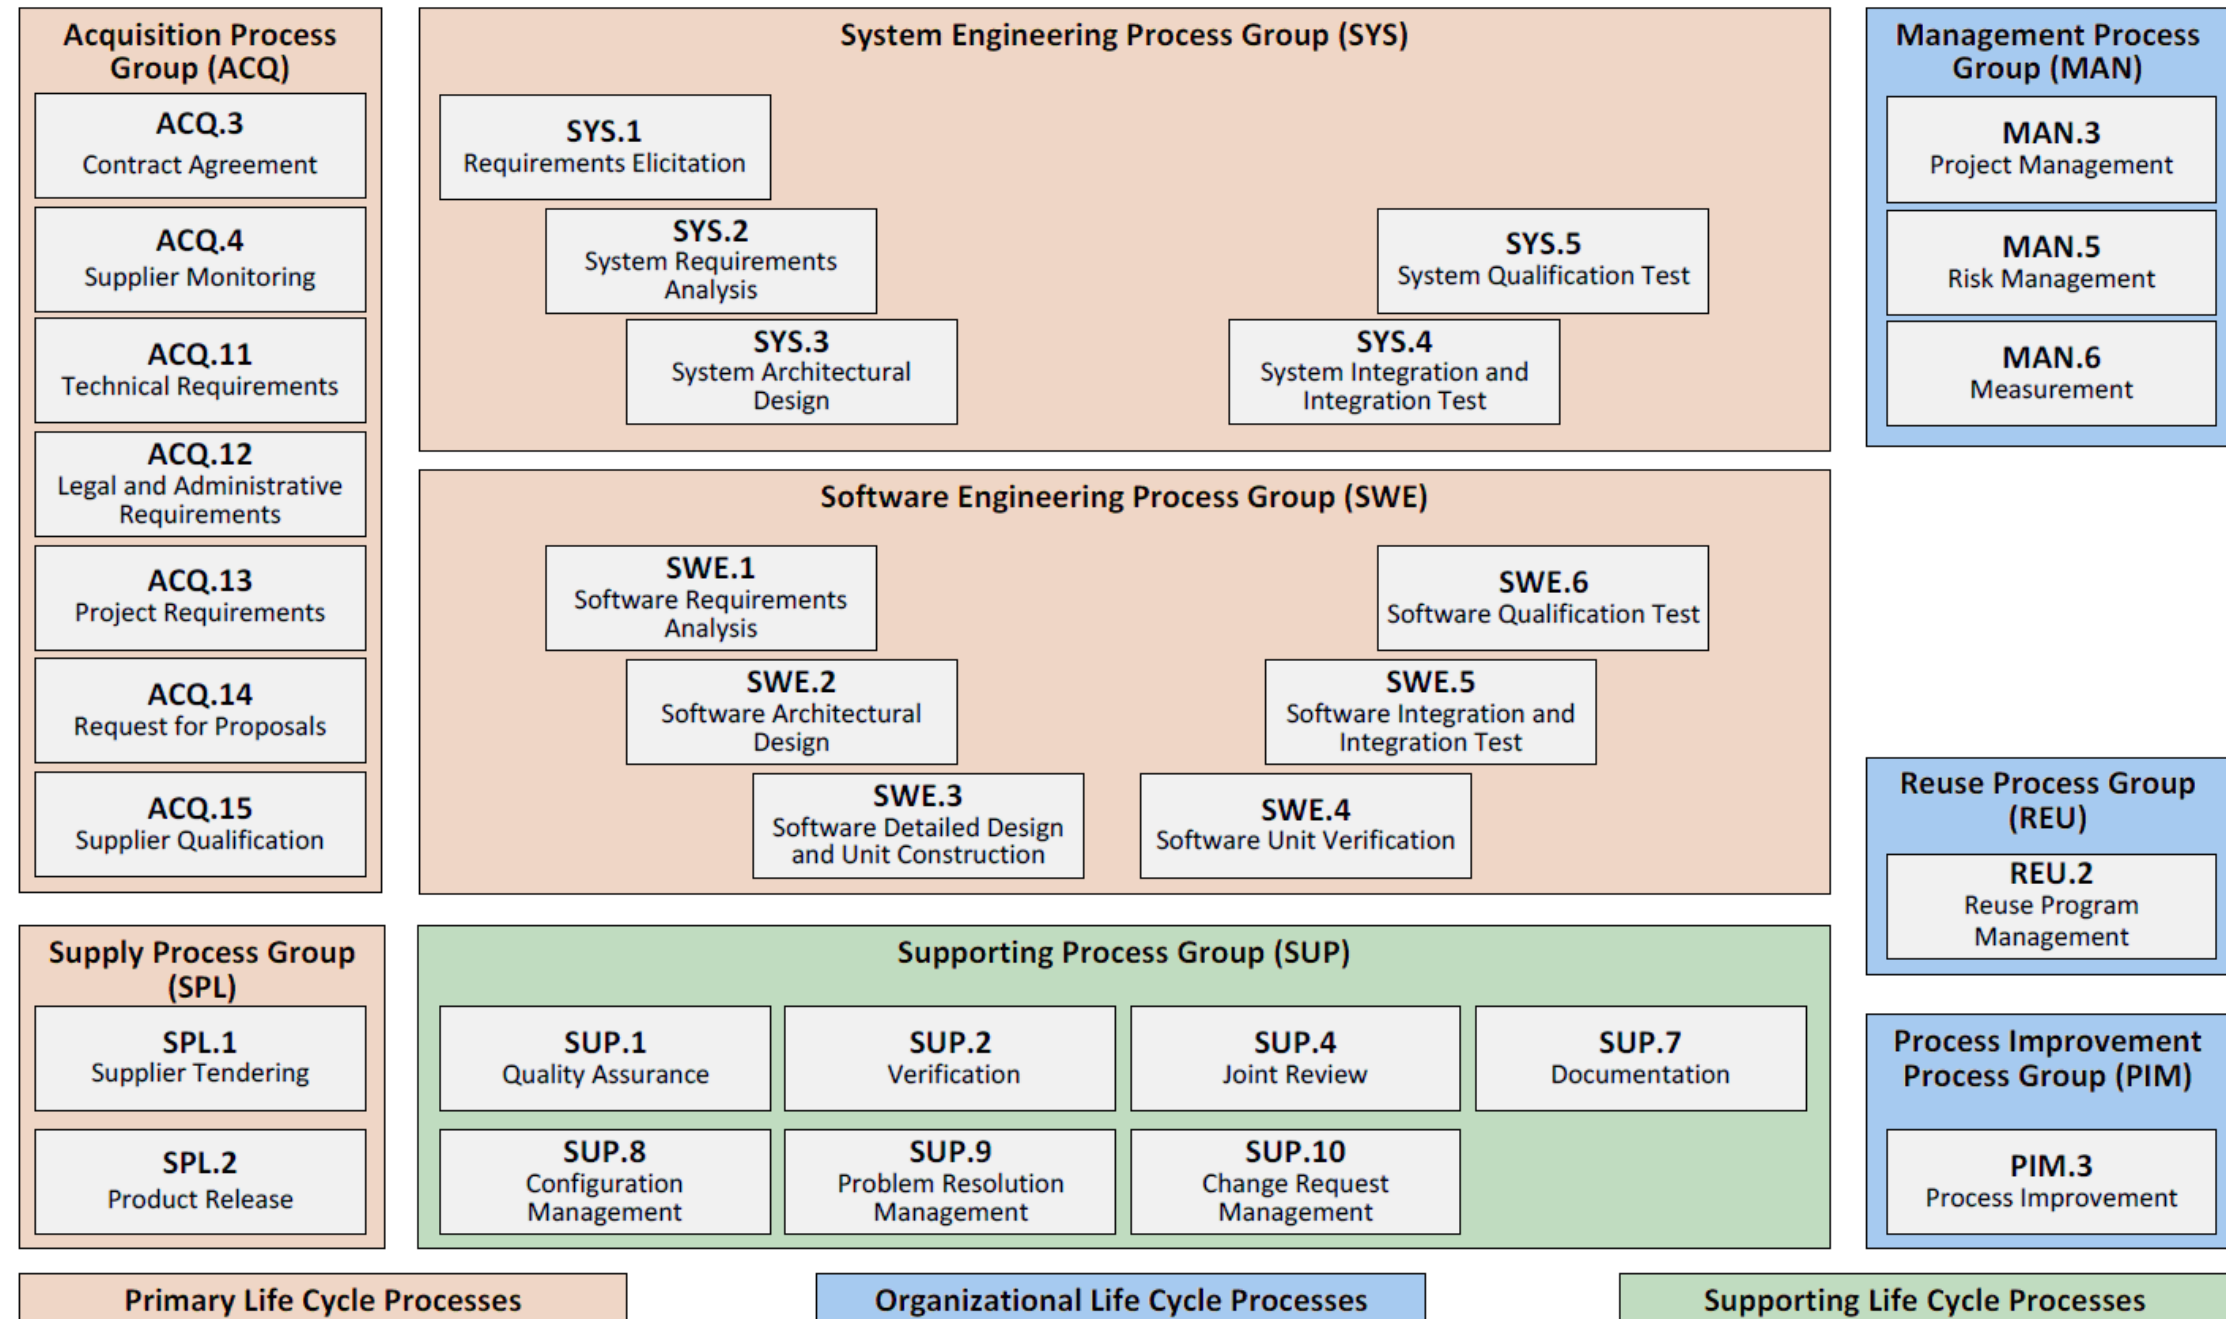 Acquisition Process
Group (ACQ)
ACQ.3
Contract Agreement
ACQ.4
Supplier Monitoring
ACQ.11
Technical Requirements
ACQ.12
Legal and Administrative
Requirements
ACQ.13
Project Requirements
ACQ.14
Request for Proposals
ACQ.15
Supplier Qualification
System Engineering Process Group (SYS)
SYS.1
Requirements Elicitation
SYS.2
System Requirements
Analysis
SYS.3
System Architectural
Design
SYS.5
System Qualification Test
SYS.4
System Integration and
Integration Test
Software Engineering Process Group (SWE)
SWE.1
Software Requirements
Analysis
SWE.2
Software Architectural
Design
SWE.3
Software Detailed Design
and Unit Construction
SWE.6
Software Qualification Test
SWE.5
Software Integration and
Integration Test
SWE.4
Software Unit Verification
Management Process
Group (MAN)
MAN.3
Project Management
MAN.5
Risk Management
MAN.6
Measurement
Reuse Process Group
(REU)
REU.2
Reuse Program
Management
Supply Process Group
(SPL)
SPL.1
Supplier Tendering
SPL.2
Product Release
Supporting Process Group (SUP)
SUP.1
Quality Assurance
SUP.2
Verification
SUP.4
Joint Review
SUP.7
Documentation
SUP.8
Configuration
Management
SUP.9
Problem Resolution
Management
SUP.10
Change Request
Management
Process Improvement
Process Group (PIM)
PIM.3
Process Improvement
Primary Life Cycle Processes
Organizational Life Cycle Processes
Supporting Life Cycle Processes